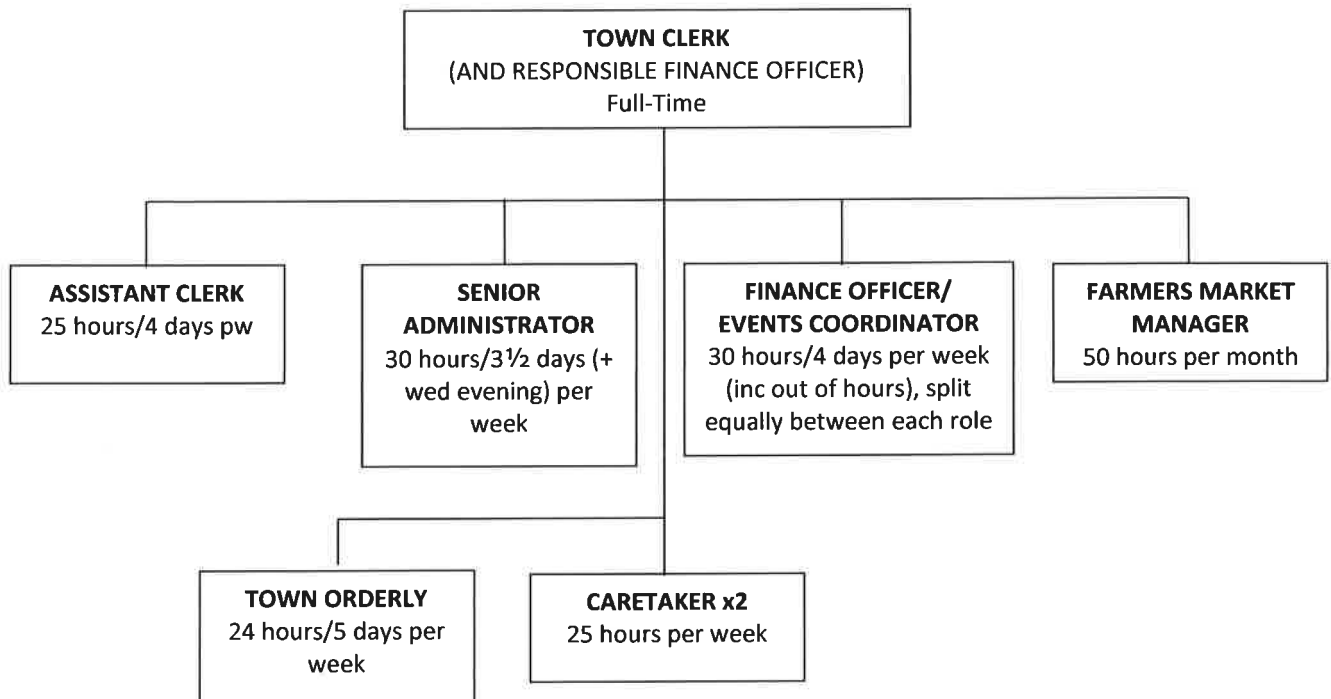 TOWN CLERK
(AND RESPONSIBLE FINANCE OFFICER)
Full-Time
ASSISTANT CLERK
25 hours/4 days pw
SENIOR
ADMINISTRATOR
30 hours/3½ days (+
wed evening) per
week
FINANCE OFFICER/
EVENTS COORDINATOR
30 hours/4 days per week
(inc out of hours), split
equally between each role
FARMERS MARKET
MANAGER
50 hours per month
TOWN ORDERLY
24 hours/5 days per
week
CARETAKER x2
25 hours per week